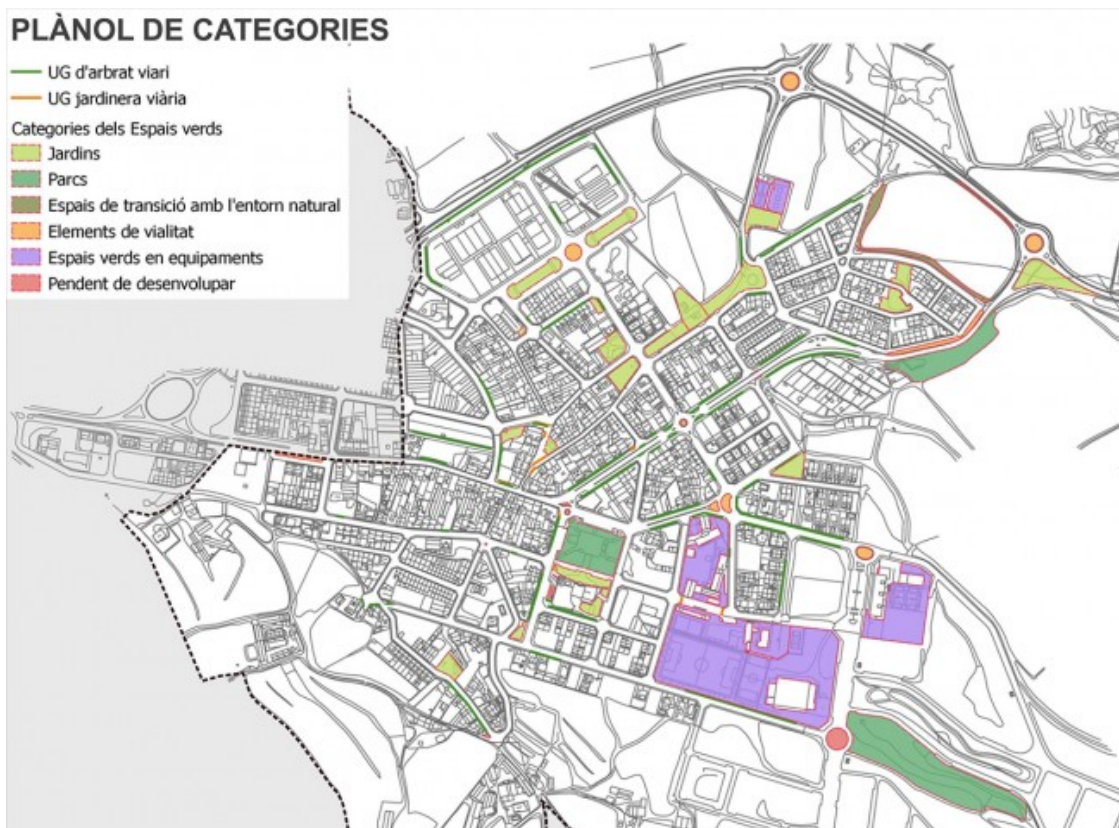 PLÀNOL DE CATEGORIES
UG d'arbrat viari
UG jardinera viària
Categories dels Espais verds
Jardins
Parcs
Espais de transició amb l'entorn natural
Elements de vialitat
Espais verds en equipaments
Pendent de desenvolupar